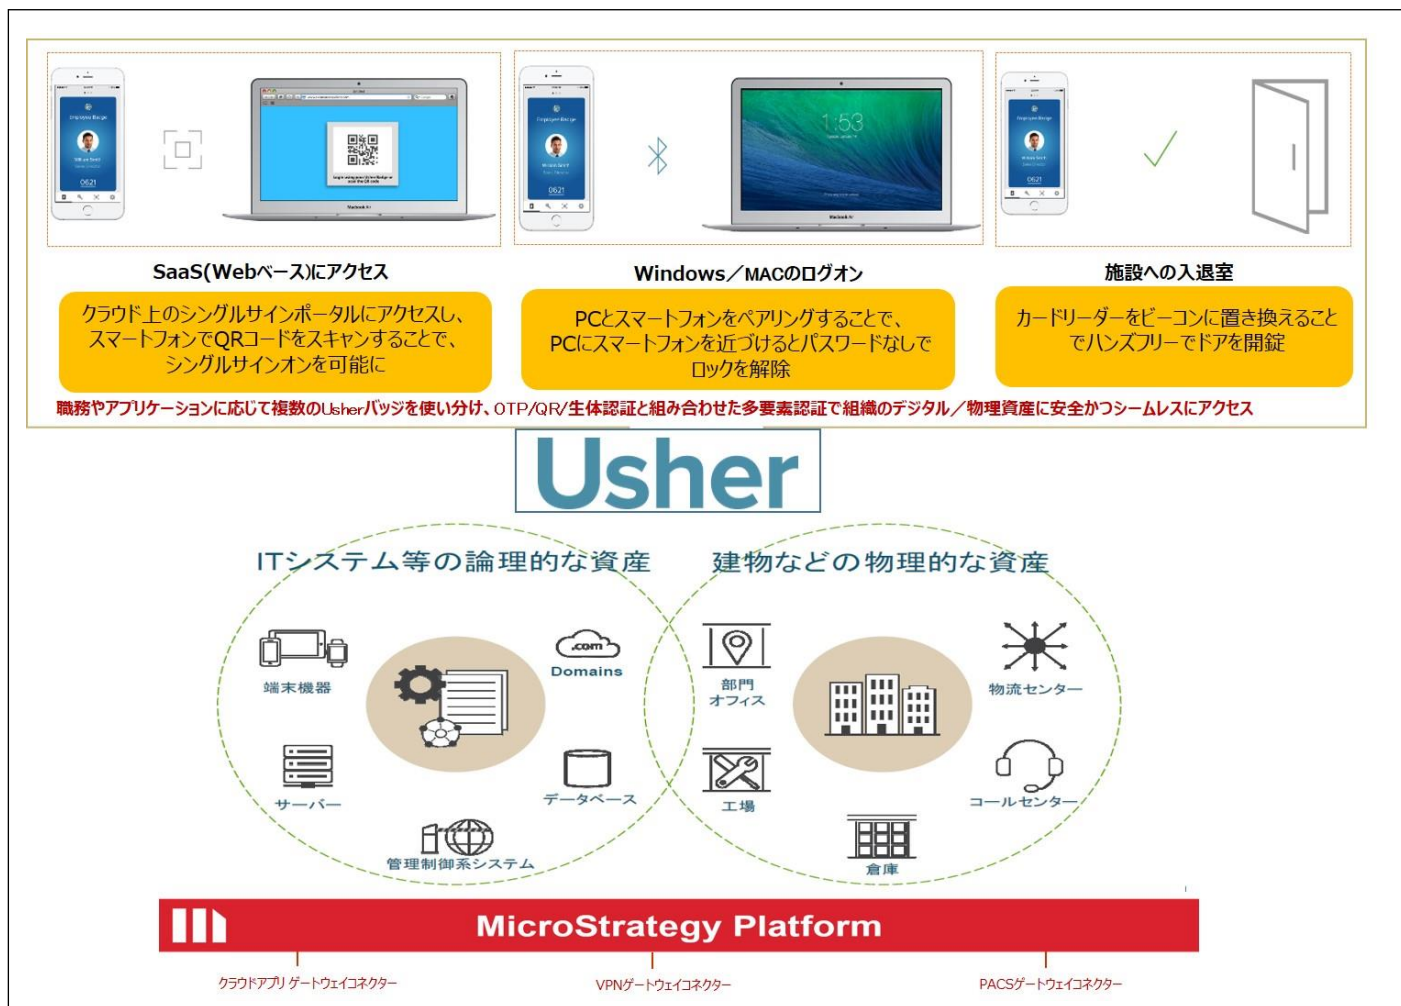 Employee Badge
0621
Employee Badge
0621
1:53
Employee Badge
0621
MacBook Air
MacBook Air
SaaS(Webベース)にアクセス
Windows/MACのログオン
施設への入退室
クラウド上のシングルサインポータルにアクセスし、
スマートフォンでQRコードをスキャンすることで、
シングルサインオンを可能に
PCとスマートフォンをペアリングすることで、
PCにスマートフォンを近づけるとパスワードなしで
ロックを解除
カードリーダーをビーコンに置き換えること
でハンズフリーでドアを開錠
職務やアプリケーションに応じて複数のUsherバッジを使い分け、OTP/QR/生体認証と組み合わせた多要素認証で組織のデジタル/物理資産に安全かつシームレスにアクセス
Usher
ITシステム等の論理的な資産
建物などの物理的な資産
端末機器
.com
Domains
サーバー
データベース
管理制御系システム
部門
オフィス
物流センター
工場
コールセンター
倉庫
MicroStrategy Platform
クラウドアプリ ゲートウェイコネクター
VPNゲートウェイコネクター
PACSゲートウェイコネクター